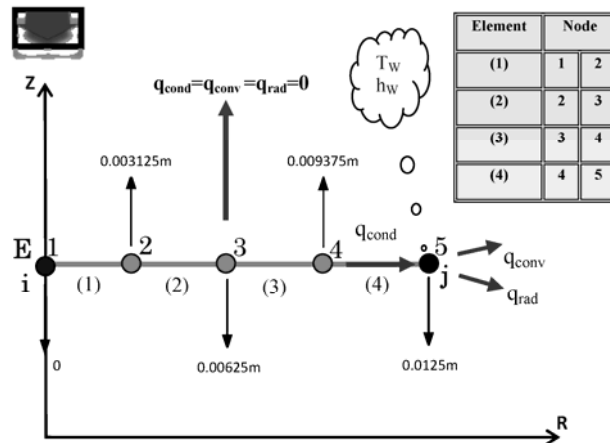 Z
q_cond=q_conv=q_rad=0
T_W
h_W
Element Node
(1) 1 2
(2) 2 3
(3) 3 4
(4) 4 5
0.003125m
0.009375m
q_cond
E 1 2 3 4 5
i (1) (2) (3) (4) j
q_conv
q_rad
0
0.00625m
0.0125m
R